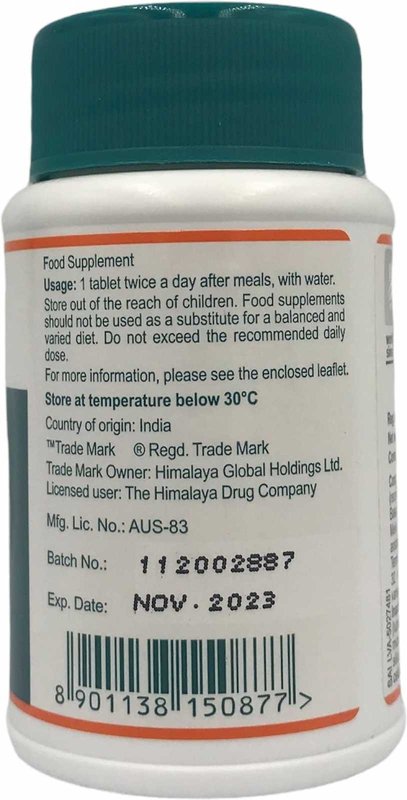 Food Supplement
Usage: 1 tablet twice a day after meals, with water.
Store out of the reach of children. Food supplements
should not be used as a substitute for a balanced and
varied diet. Do not exceed the recommended daily
dose.
For more information, please see the enclosed leaflet.
Store at temperature below 30°C
Country of origin: India
™Trade Mark ® Regd. Trade Mark
Trade Mark Owner: Himalaya Global Holdings Ltd.
Licensed user: The Himalaya Drug Company
Mfg. Lic. No.: AUS-83
Batch No.: 112002887
Exp. Date: NOV. 2023
8 901138 150877 >